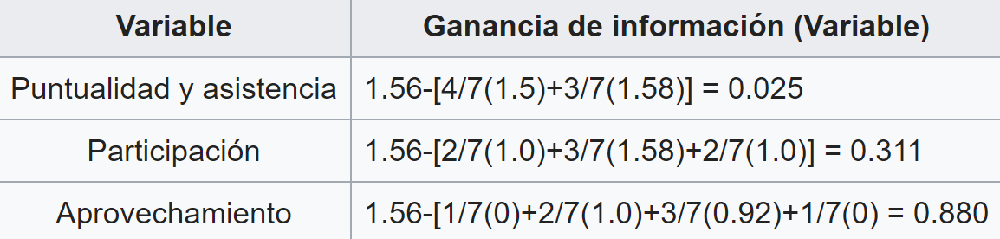 Variable Ganancia de información (Variable)
Puntualidad y asistencia 1.56-[4/7(1.5)+3/7(1.58)] = 0.025
Participación 1.56-[2/7(1.0)+3/7(1.58)+2/7(1.0)] = 0.311
Aprovechamiento 1.56-[1/7(0)+2/7(1.0)+3/7(0.92)+1/7(0) = 0.880